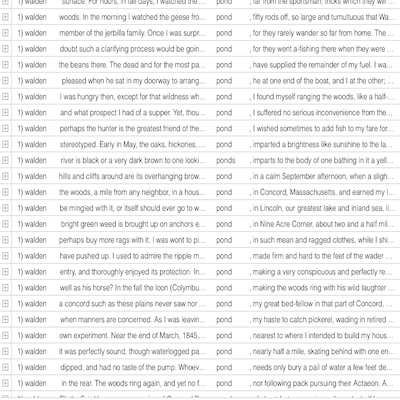 1) walden surface. For hours, in fall days, I watched the... pond , far from the sportsman; tricks which they will ...
1) walden woods. In the morning I watched the geese fro... pond , fifty rods off, so large and tumultuous that Wa...
1) walden member of the jerbilla family. Once I was surpr... pond , for they rarely wander so far from home. The ...
1) walden doubt such a clarifying process would be goin... pond , for they went a-fishing there when they were ...
1) walden the beans there. The dead and for the most pa... pond , have supplied the remainder of my fuel. I wa...
1) walden pleased when he sat in my doorway to arrang... pond , he at one end of the boat, and I at the other; ...
1) walden I was hungry then, except for that wildness wh... pond , I found myself ranging the woods, like a half-...
1) walden and what prospect I had of a supper. Yet, thou... pond , I suffered no serious inconvenience from the...
1) walden perhaps the hunter is the greatest friend of the... pond , I wished sometimes to add fish to my fare for...
1) walden stereotyped. Early in May, the oaks, hickories, ... pond , imparted a brightness like sunshine to the la...
1) walden river is black or a very dark brown to one looki... ponds , imparts to the body of one bathing in it a yell...
1) walden hills and cliffs around are its overhanging brow... pond , in a calm September afternoon, when a sligh...
1) walden the woods, a mile from any neighbor, in a hous... pond , in Concord, Massachusetts, and earned my l...
1) walden be mingled with it, or itself should ever go to w... pond , in Lincoln, our greatest lake and inland sea, li...
1) walden bright green weed is brought up on anchors e... pond , in Nine Acre Corner, about two and a half mil...
1) walden perhaps buy more rags with it. I was wont to pi... pond , in such mean and ragged clothes, while I shi...
1) walden have pushed up. I used to admire the ripple m... pond , made firm and hard to the feet of the wader ...
1) walden entry, and thoroughly enjoyed its protection. In... pond , making a very conspicuous and perfectly re...
1) walden well as his horse? In the fall the loon (Colymbu... pond , making the woods ring with his wild laughter ...
1) walden a concord such as these plains never saw nor ... pond , my great bed-fellow in that part of Concord, ...
1) walden when manners are concerned. As I was leavin... pond , my haste to catch pickerel, wading in retired ...
1) walden own experiment. Near the end of March, 1845,... pond , nearest to where I intended to build my hous...
1) walden it was perfectly sound, though waterlogged pa... pond , nearly half a mile, skating behind with one en...
1) walden dipped, and had no taste of the pump. Whoev... pond , needs only bury a pail of water a few feet de...
1) walden in the rear. The woods ring again, and yet no f... pond , nor following pack pursuing their Actaeon. A...